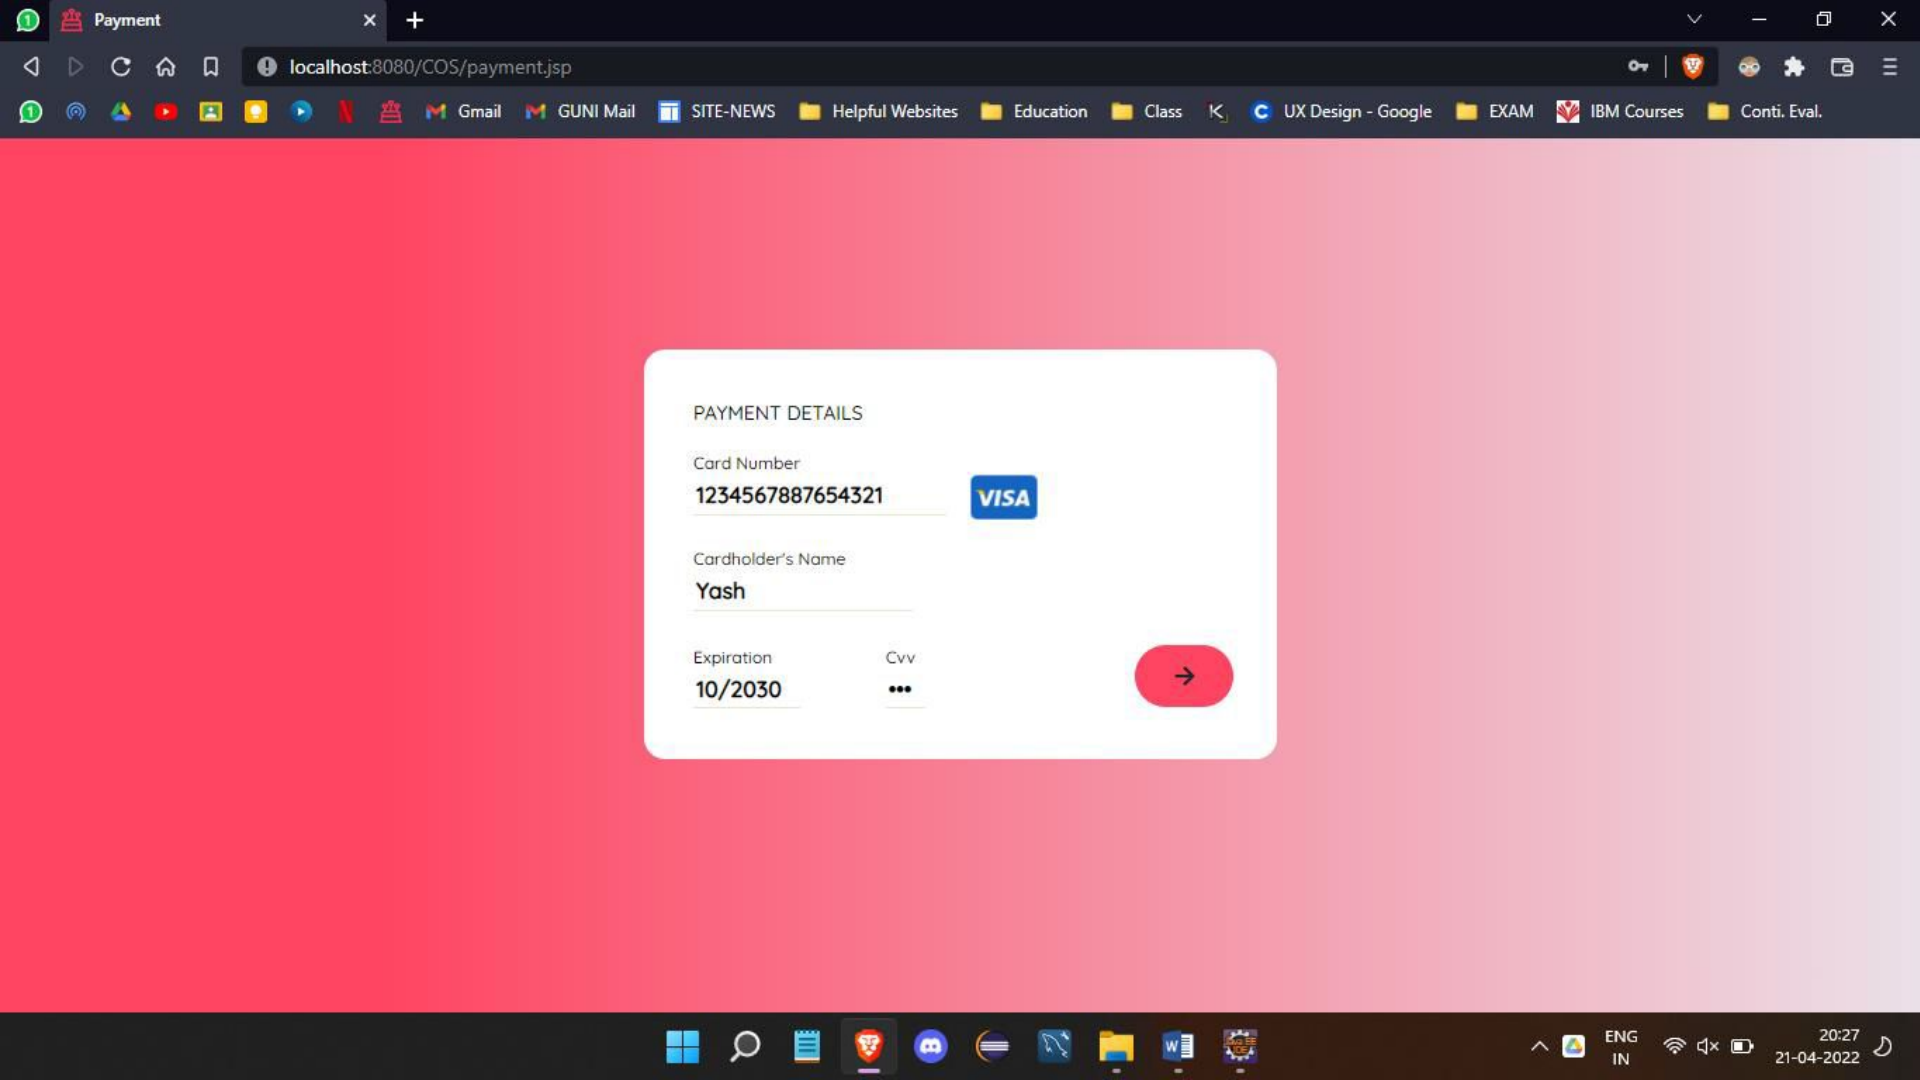 Payment
localhost:8080/COS/payment.jsp
Gmail
GUNI Mail
SITE-NEWS
Helpful Websites
Education
Class
UX Design - Google
EXAM
IBM Courses
Conti. Eval.
PAYMENT DETAILS
Card Number
1234567887654321
VISA
Cardholder's Name
Yash
Expiration
Cvv
10/2030
•••
ENG
IN
20:27
21-04-2022